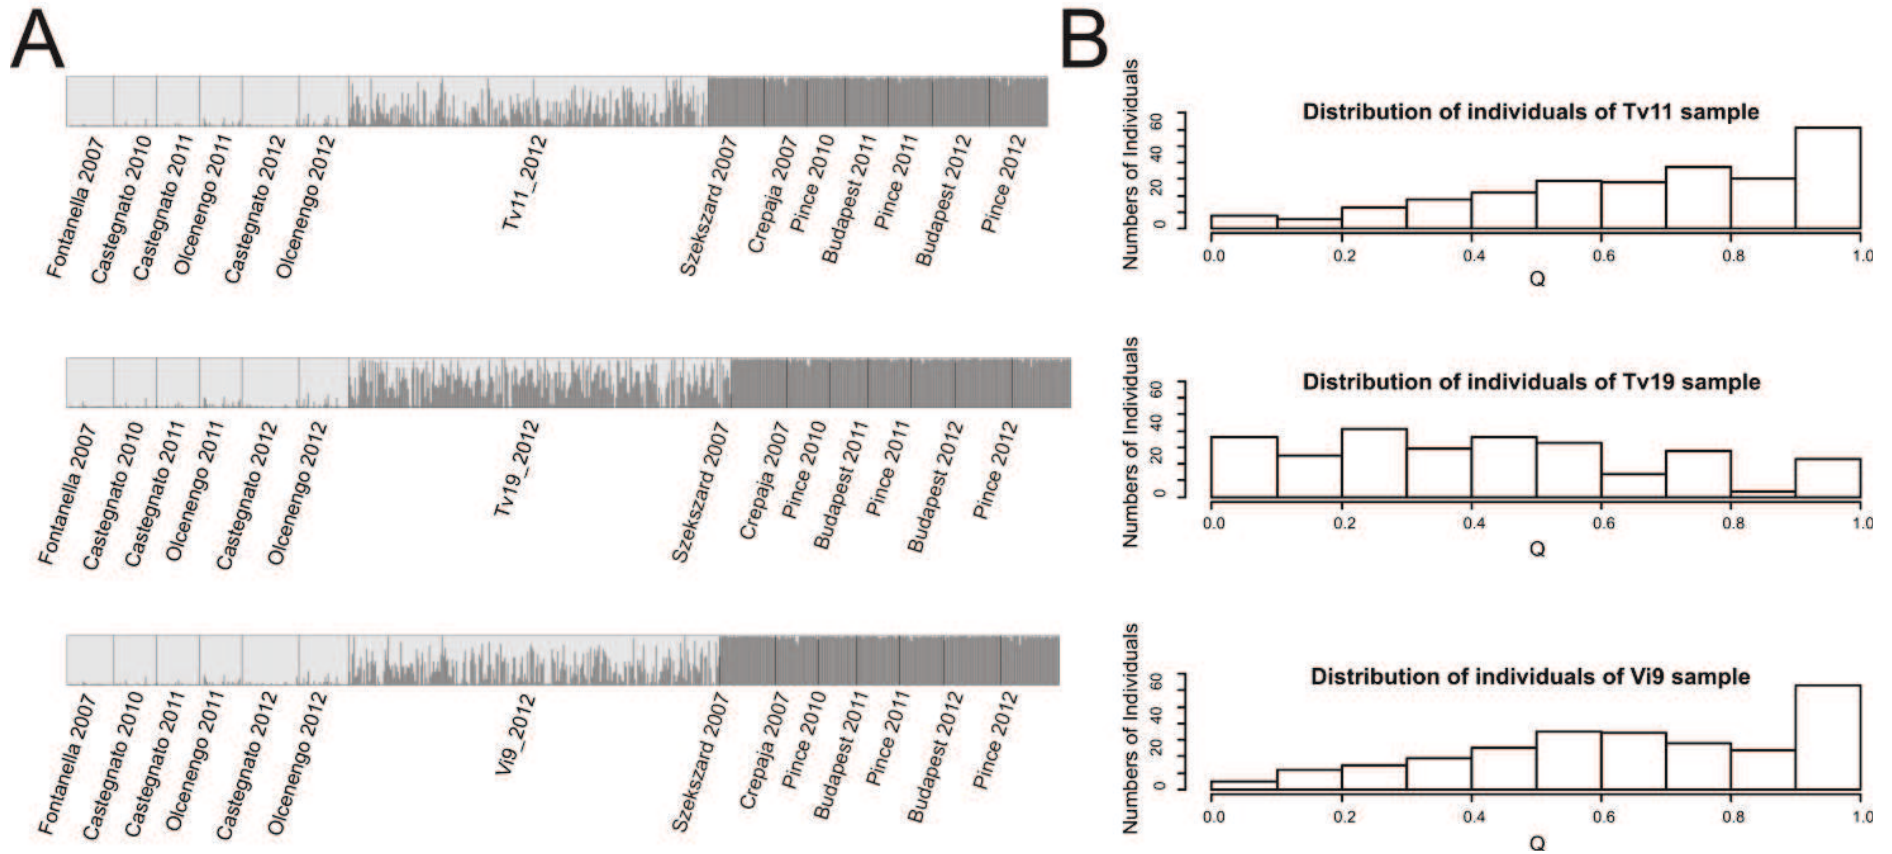 A
Fontanella 2007
Castegnato 2010
Castegnato 2011
Olcenengo 2011
Castegnato 2012
Olcenengo 2012
Tv11_2012
Szekszard 2007
Crepaja 2007
Pince 2010
Budapest 2011
Pince 2011
Budapest 2012
Pince 2012
Fontanella 2007
Castegnato 2010
Castegnato 2011
Olcenengo 2011
Castegnato 2012
Olcenengo 2012
Tv19_2012
Szekszard 2007
Crepaja 2007
Pince 2010
Budapest 2011
Pince 2011
Budapest 2012
Pince 2012
Fontanella 2007
Castegnato 2010
Castegnato 2011
Olcenengo 2011
Castegnato 2012
Olcenengo 2012
Vi9_2012
Szekszard 2007
Crepaja 2007
Pince 2010
Budapest 2011
Pince 2011
Budapest 2012
Pince 2012
B
Distribution of individuals of Tv11 sample
Numbers of Individuals
60
40
20
0
0.0 0.2 0.4 0.6 0.8 1.0
Q
Distribution of individuals of Tv19 sample
Numbers of Individuals
60
40
20
0
0.0 0.2 0.4 0.6 0.8 1.0
Q
Distribution of individuals of Vi9 sample
Numbers of Individuals
60
40
20
0
0.0 0.2 0.4 0.6 0.8 1.0
Q